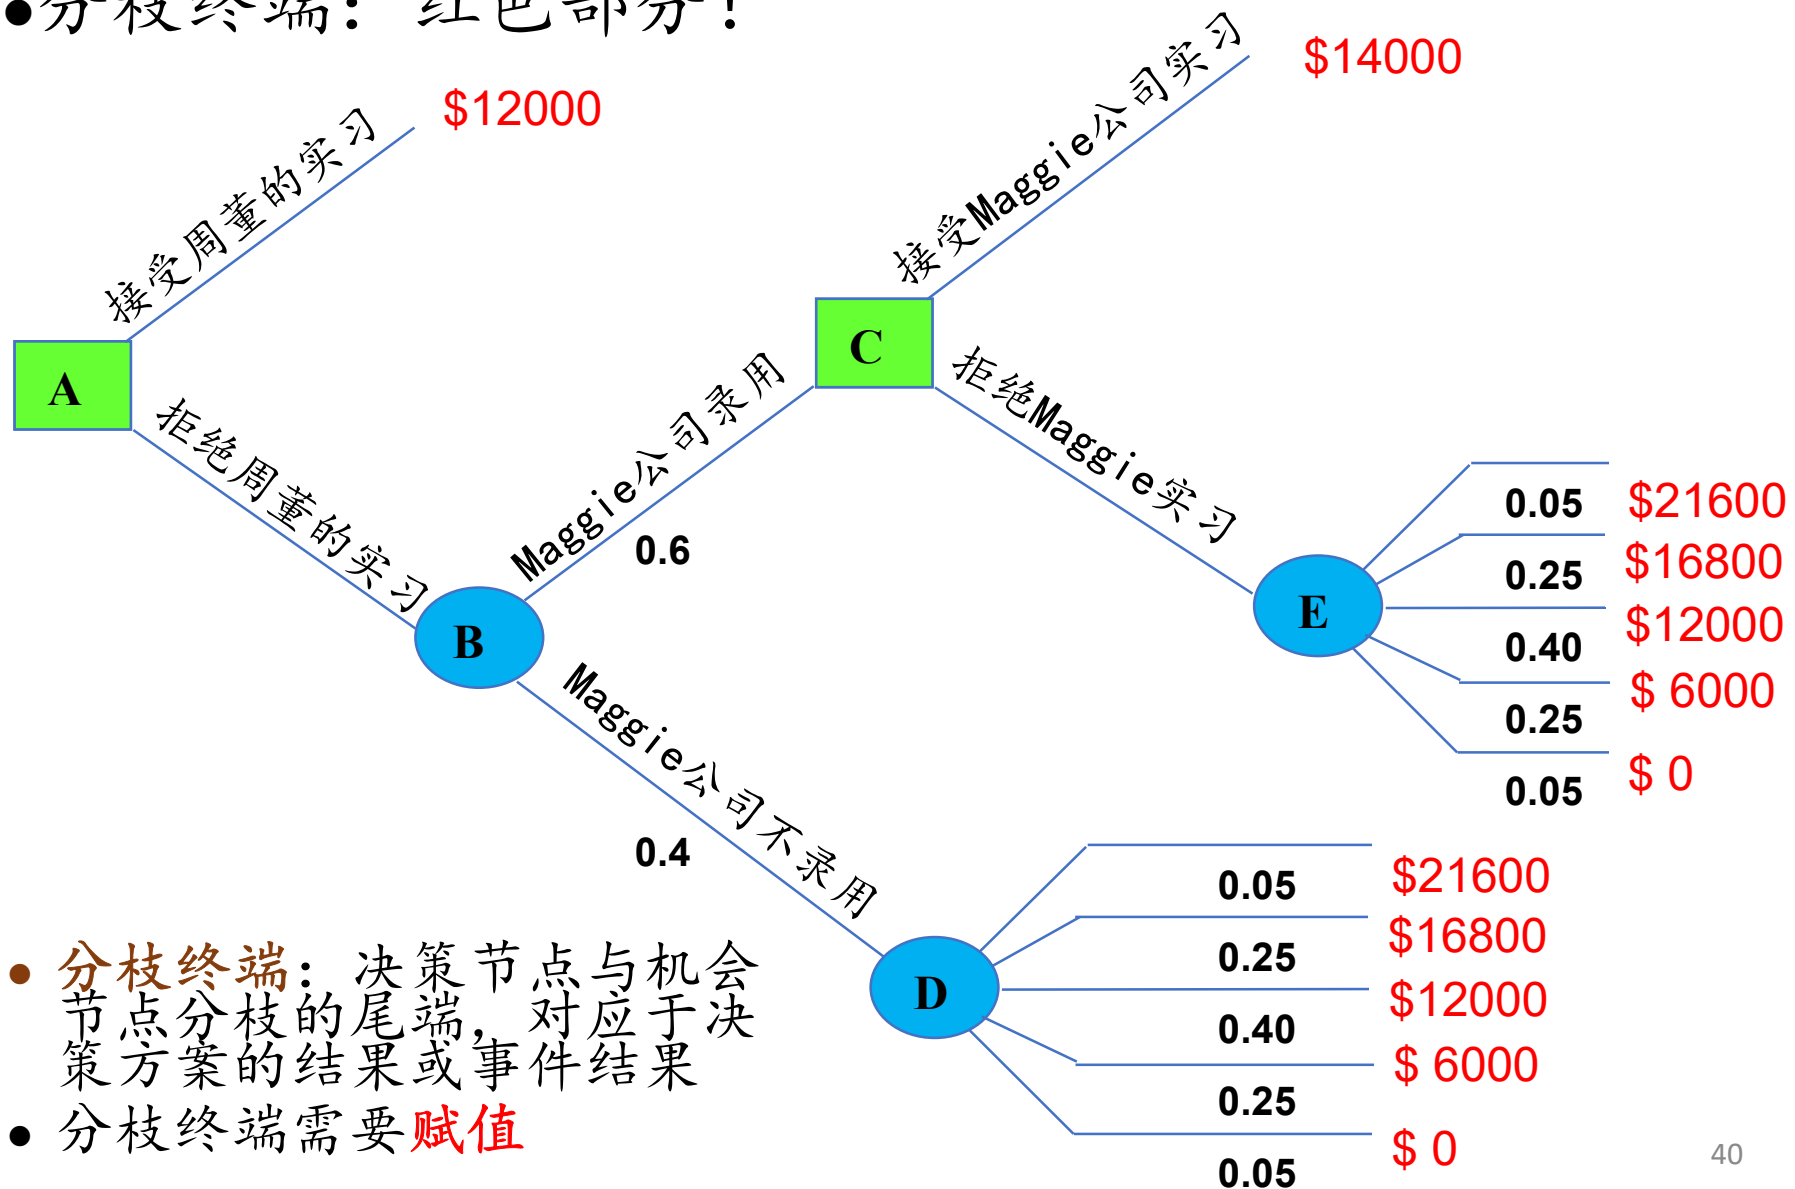 •分枝终端：红色部分！
$14000
$12000
接受周董的实习
接受Maggie公司实习
A
拒绝周董的实习
C
Maggie公司录用
0.6
拒绝Maggie实习
B
E
0.05 $21600
0.25 $16800
0.40 $12000
0.25 $ 6000
0.05 $ 0
Maggie公司不录用
0.4
D
0.05 $21600
0.25 $16800
0.40 $12000
0.25 $ 6000
0.05 $ 0
• 分枝终端：决策节点与机会
节点分枝的尾端，对应于决
策方案的结果或事件结果
• 分枝终端需要赋值
40